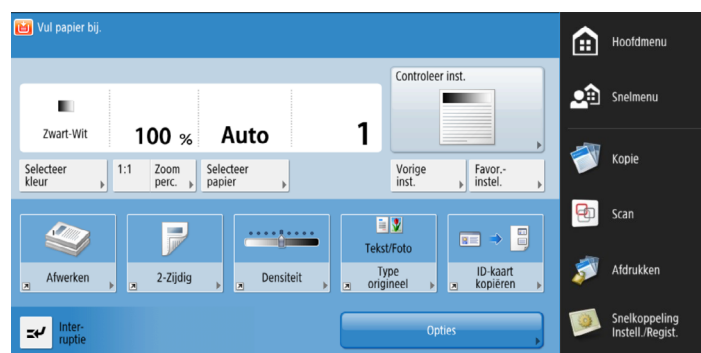 Vul papier bij.
Controleer inst.
Zwart-Wit
100 %
Auto
1
Selecteer
kleur
1:1
Zoom
perc.
Selecteer
papier
Vorige
inst.
Favor.-
instel.
Afwerken
2-Zijdig
Densiteit
Tekst/Foto
Type
origineel
ID-kaart
kopiëren
Inter-
ruptie
Opties
Hoofdmenu
Snelmenu
Kopie
Scan
Afdrukken
Snelkoppeling
Instell./Regist.